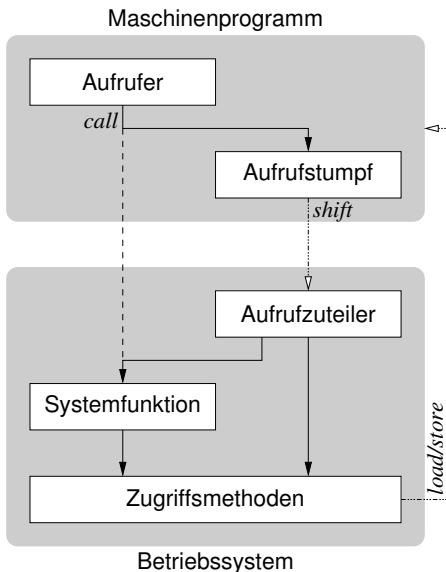 Maschinenprogramm
Aufrufer
call
Aufrufstumpf
shift
Aufrufzuteiler
Systemfunktion
load/store
Zugriffsmethoden
Betriebssystem